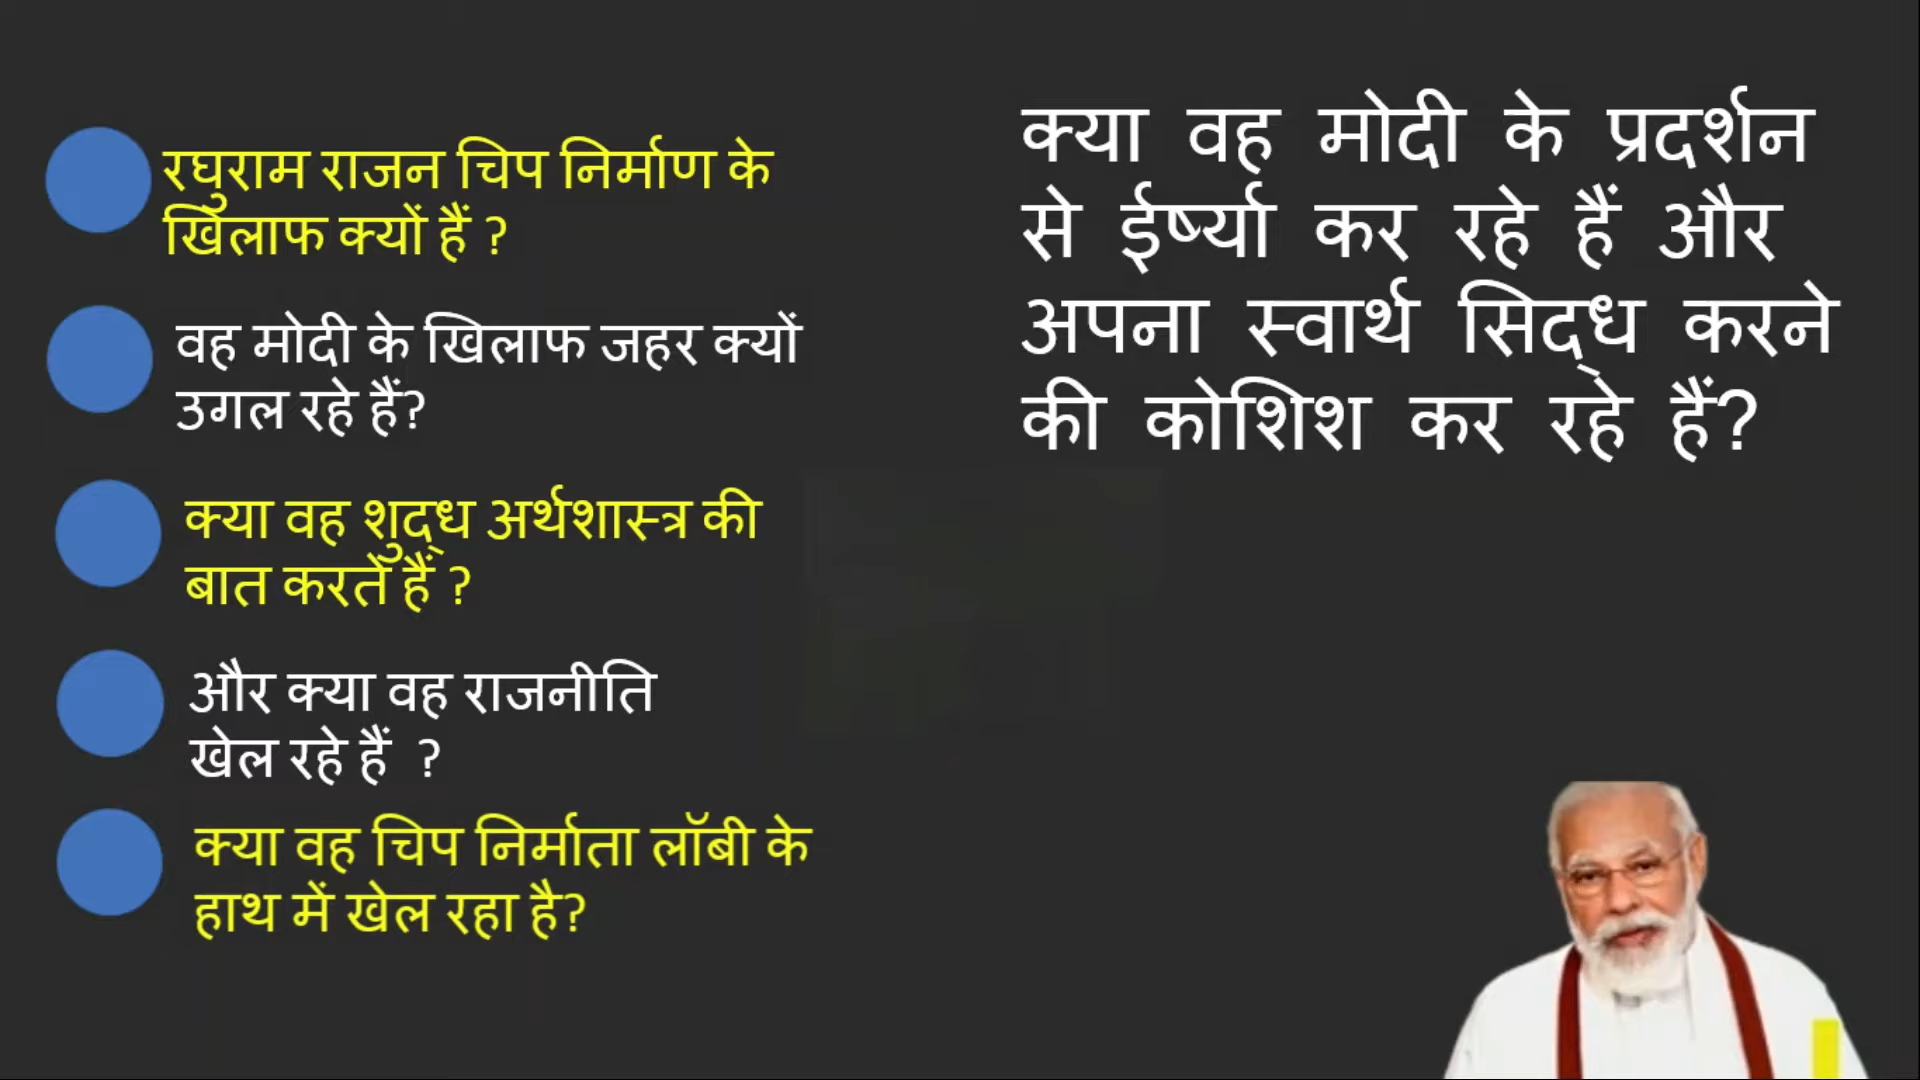 रघुराम राजन चिप निर्माण के
खिलाफ क्यों हैं ?
वह मोदी के खिलाफ जहर क्यों
उगल रहे हैं?
क्या वह शुद्ध अर्थशास्त्र की
बात करते हैं ?
और क्या वह राजनीति
खेल रहे हैं ?
क्या वह चिप निर्माता लॉबी के
हाथ में खेल रहा है?
क्या वह मोदी के प्रदर्शन
से ईर्ष्या कर रहे हैं और
अपना स्वार्थ सिद्ध करने
की कोशिश कर रहे हैं?